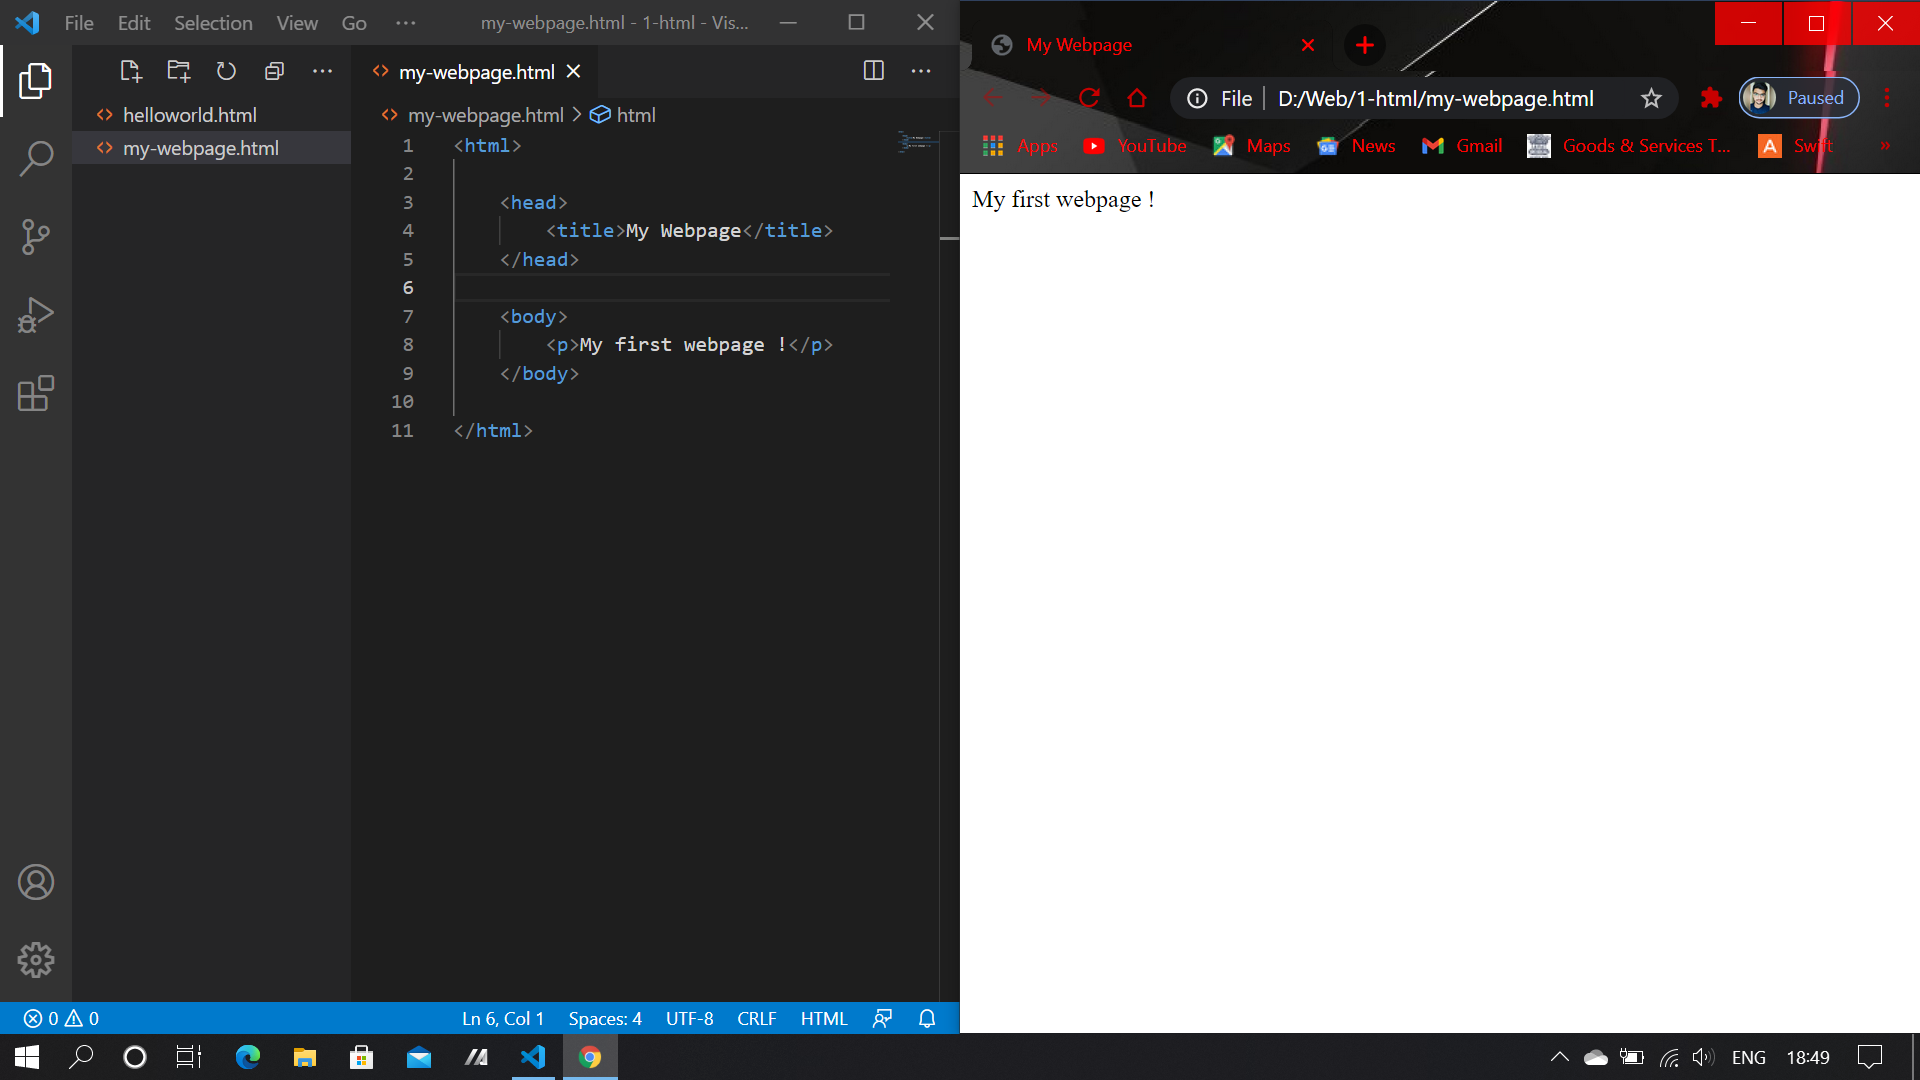 File Edit Selection View Go ··· my-webpage.html - 1-html - Vis...
my-webpage.html
helloworld.html
my-webpage.html
my-webpage.html > html
1 <html>
2
3 <head>
4 <title>My Webpage</title>
5 </head>
6
7 <body>
8 <p>My first webpage !</p>
9 </body>
10
11 </html>
0 0 Ln 6, Col 1 Spaces: 4 UTF-8 CRLF HTML
My Webpage
File D:/Web/1-html/my-webpage.html Paused
Apps YouTube Maps News Gmail Goods & Services T... A Swift »
My first webpage !
ENG 18:49